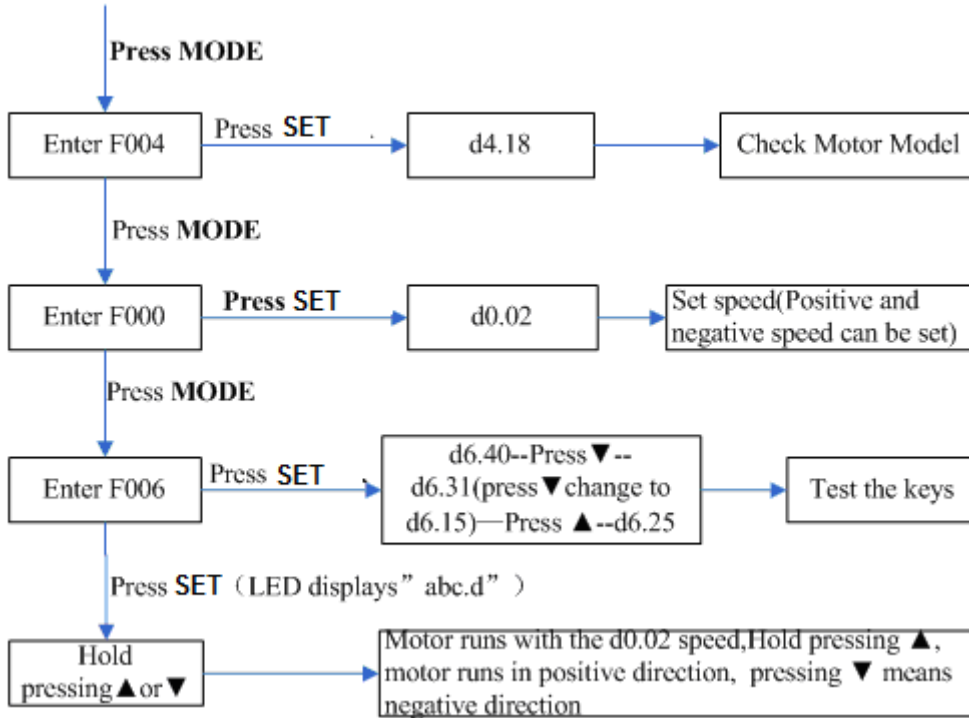 Press MODE
Enter F004
Press SET
d4.18
Check Motor Model
Press MODE
Enter F000
Press SET
d0.02
Set speed(Positive and
negative speed can be set)
Press MODE
Enter F006
Press SET
d6.40--Press▼--
d6.31(press▼change to
d6.15)—Press ▲--d6.25
Test the keys
Press SET（LED displays” abc.d”）
Hold
pressing▲or▼
Motor runs with the d0.02 speed,Hold pressing ▲,
motor runs in positive direction, pressing ▼ means
negative direction